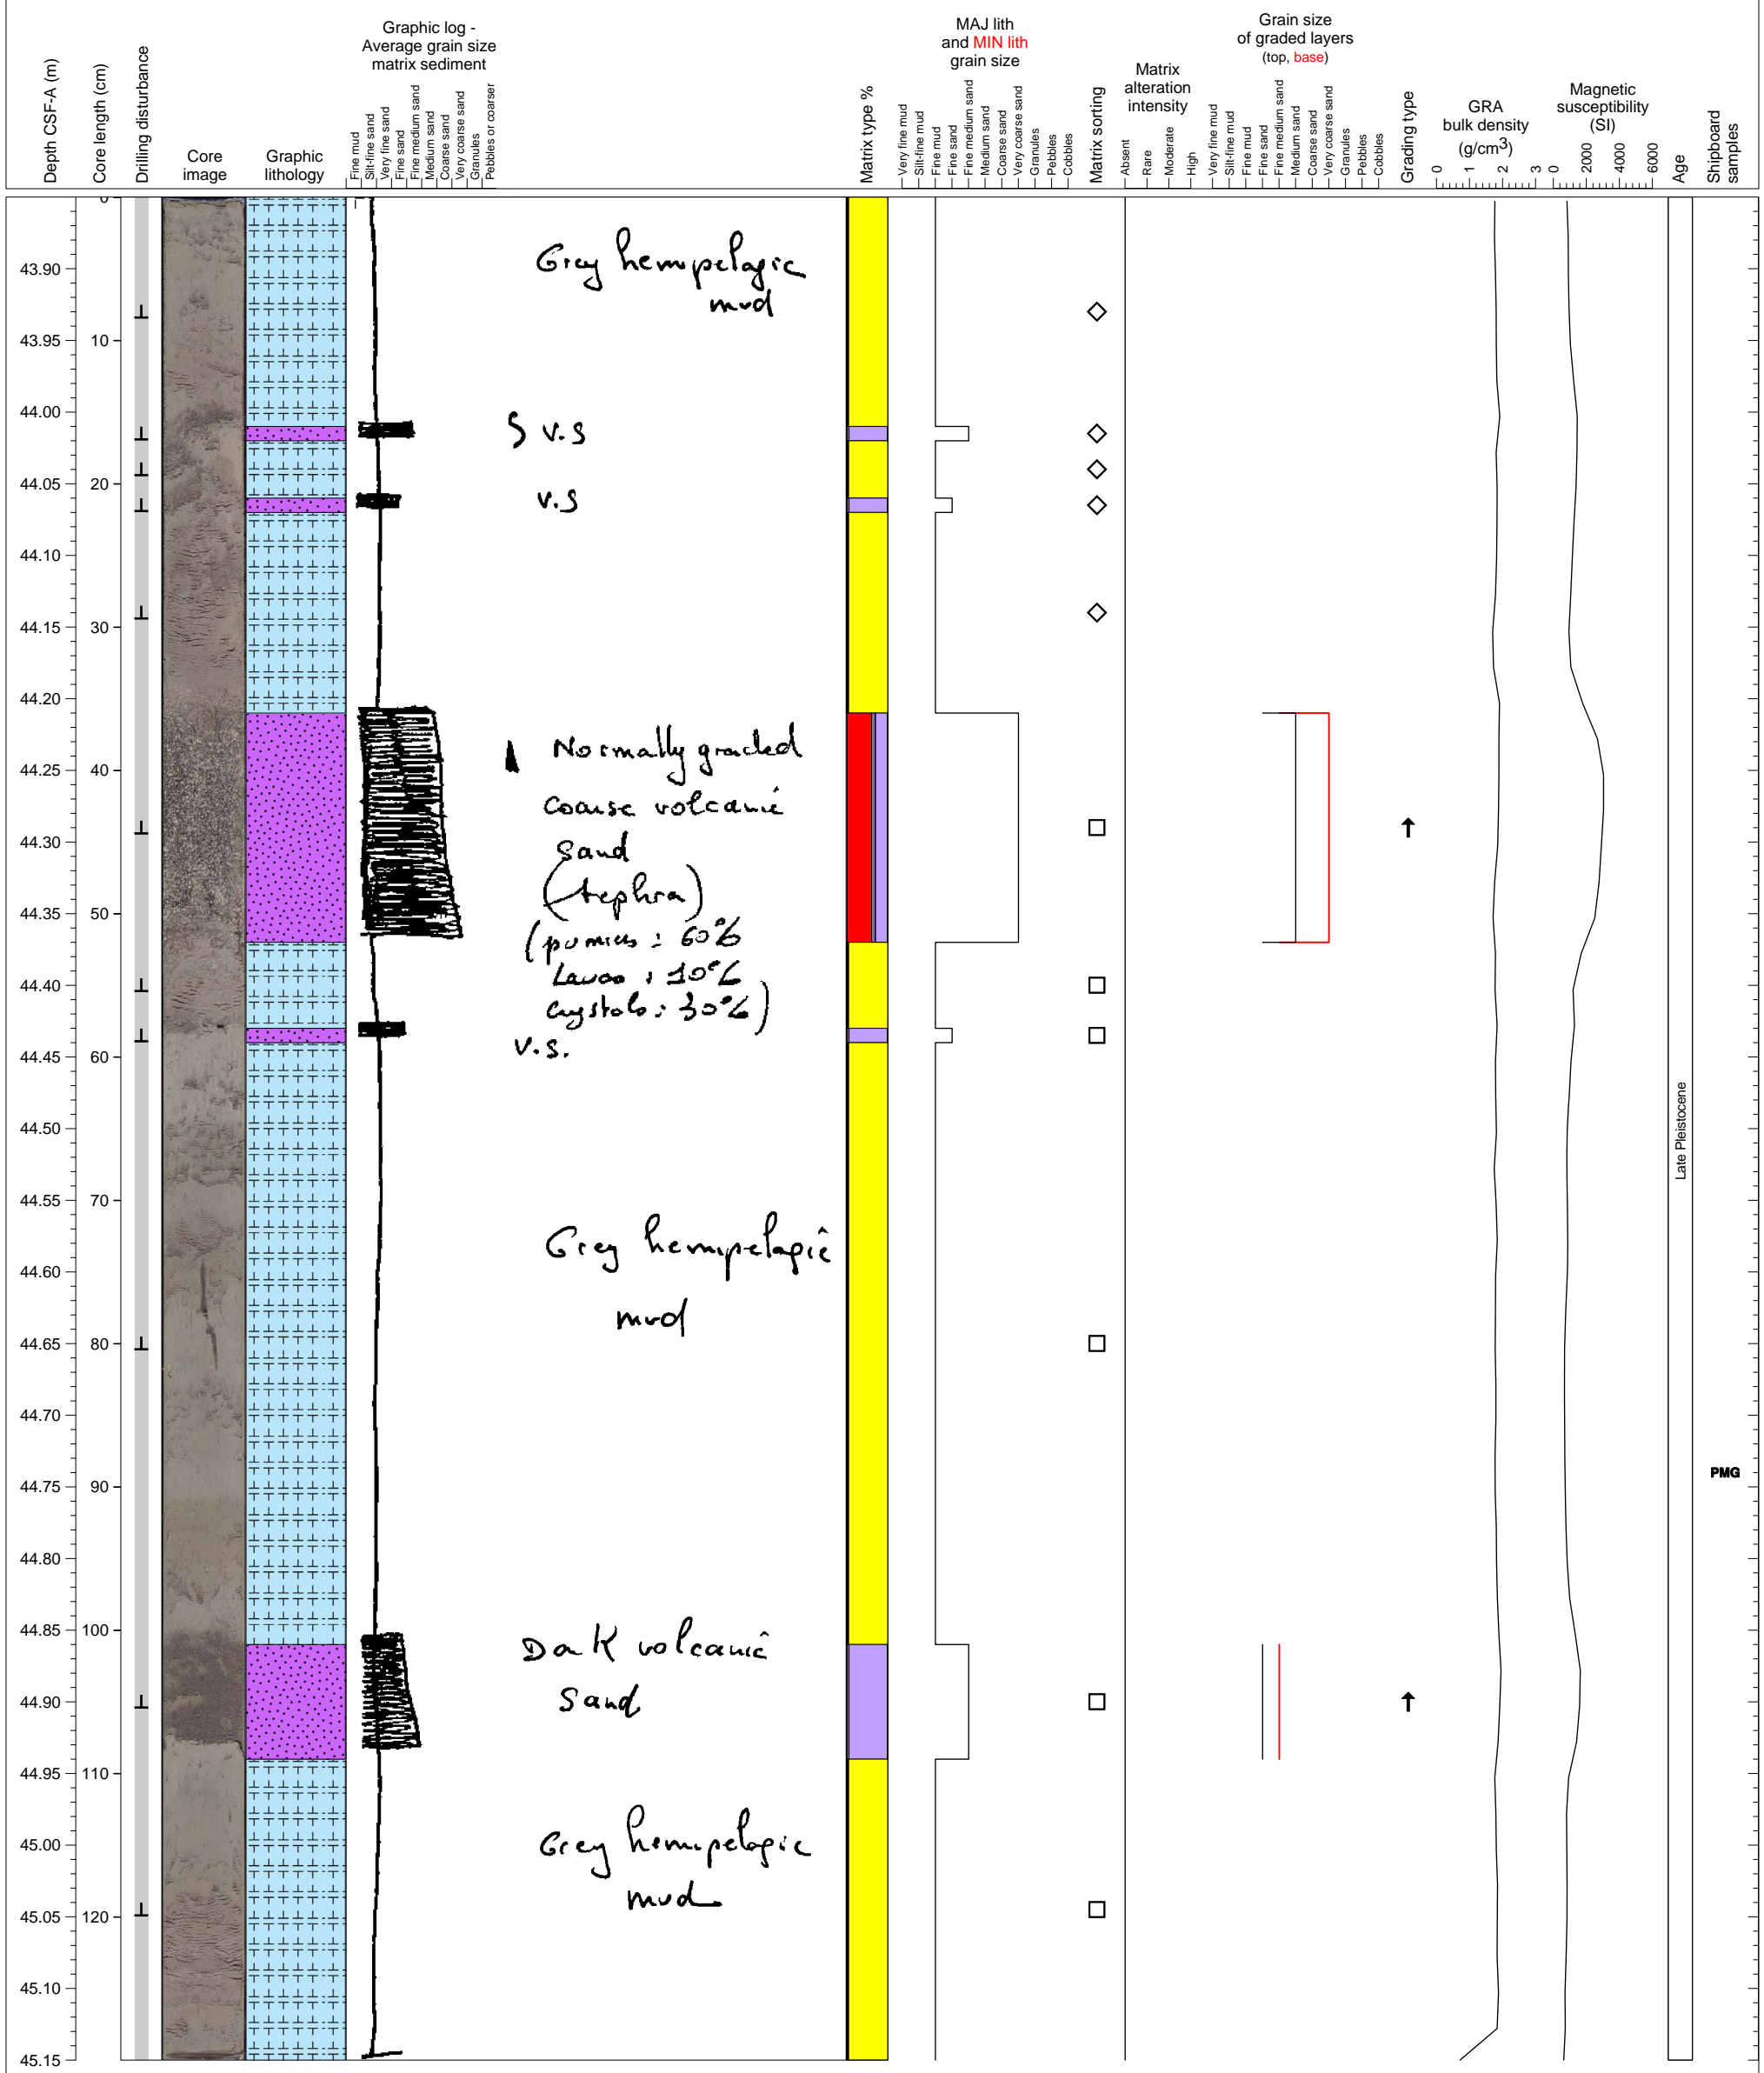 Depth CSF-A (m)
Core length (cm)
Drilling disturbance
Core
image
Graphic
lithology
Graphic log -
Average grain size
matrix sediment
Fine mud
Silt-fine sand
Very fine sand
Fine sand
Fine medium sand
Medium sand
Coarse sand
Very coarse sand
Granules
Pebbles or coarser
Matrix type %
MAJ lith
and MIN lith
grain size
Very fine mud
Silt-fine mud
Fine mud
Fine sand
Fine medium sand
Medium sand
Coarse sand
Very coarse sand
Granules
Pebbles
Cobbles
Matrix sorting
Matrix
alteration
intensity
Absent
Rare
Moderate
High
Grain size
of graded layers
(top, base)
Very fine mud
Silt-fine mud
Fine mud
Fine sand
Fine medium sand
Medium sand
Coarse sand
Very coarse sand
Granules
Pebbles
Cobbles
Grading type
GRA
bulk density
(g/cm3)
0 1 2 3
Magnetic
susceptibility
(SI)
0 2000 4000 6000
Age
Shipboard
samples
0
43.90
Grey hemipelagic
mud
43.95 10
44.00
V.S
44.05 20
V.S
44.10
44.15 30
44.20
Normally graded
44.25 40
Coarse volcanic
44.30
Sand
(tephra)
44.35 50
(pumices : 60%
Lavas : 10%
44.40
Crystals : 30%)
V.S.
44.45 60
44.50
Late Pleistocene
44.55 70
Grey hemipelagic
44.60
mud
44.65 80
44.70
44.75 90
PMG
44.80
44.85 100
Dark volcanic
Sand
44.90
44.95 110
45.00
Grey hemipelagic
mud
45.05 120
45.10
45.15